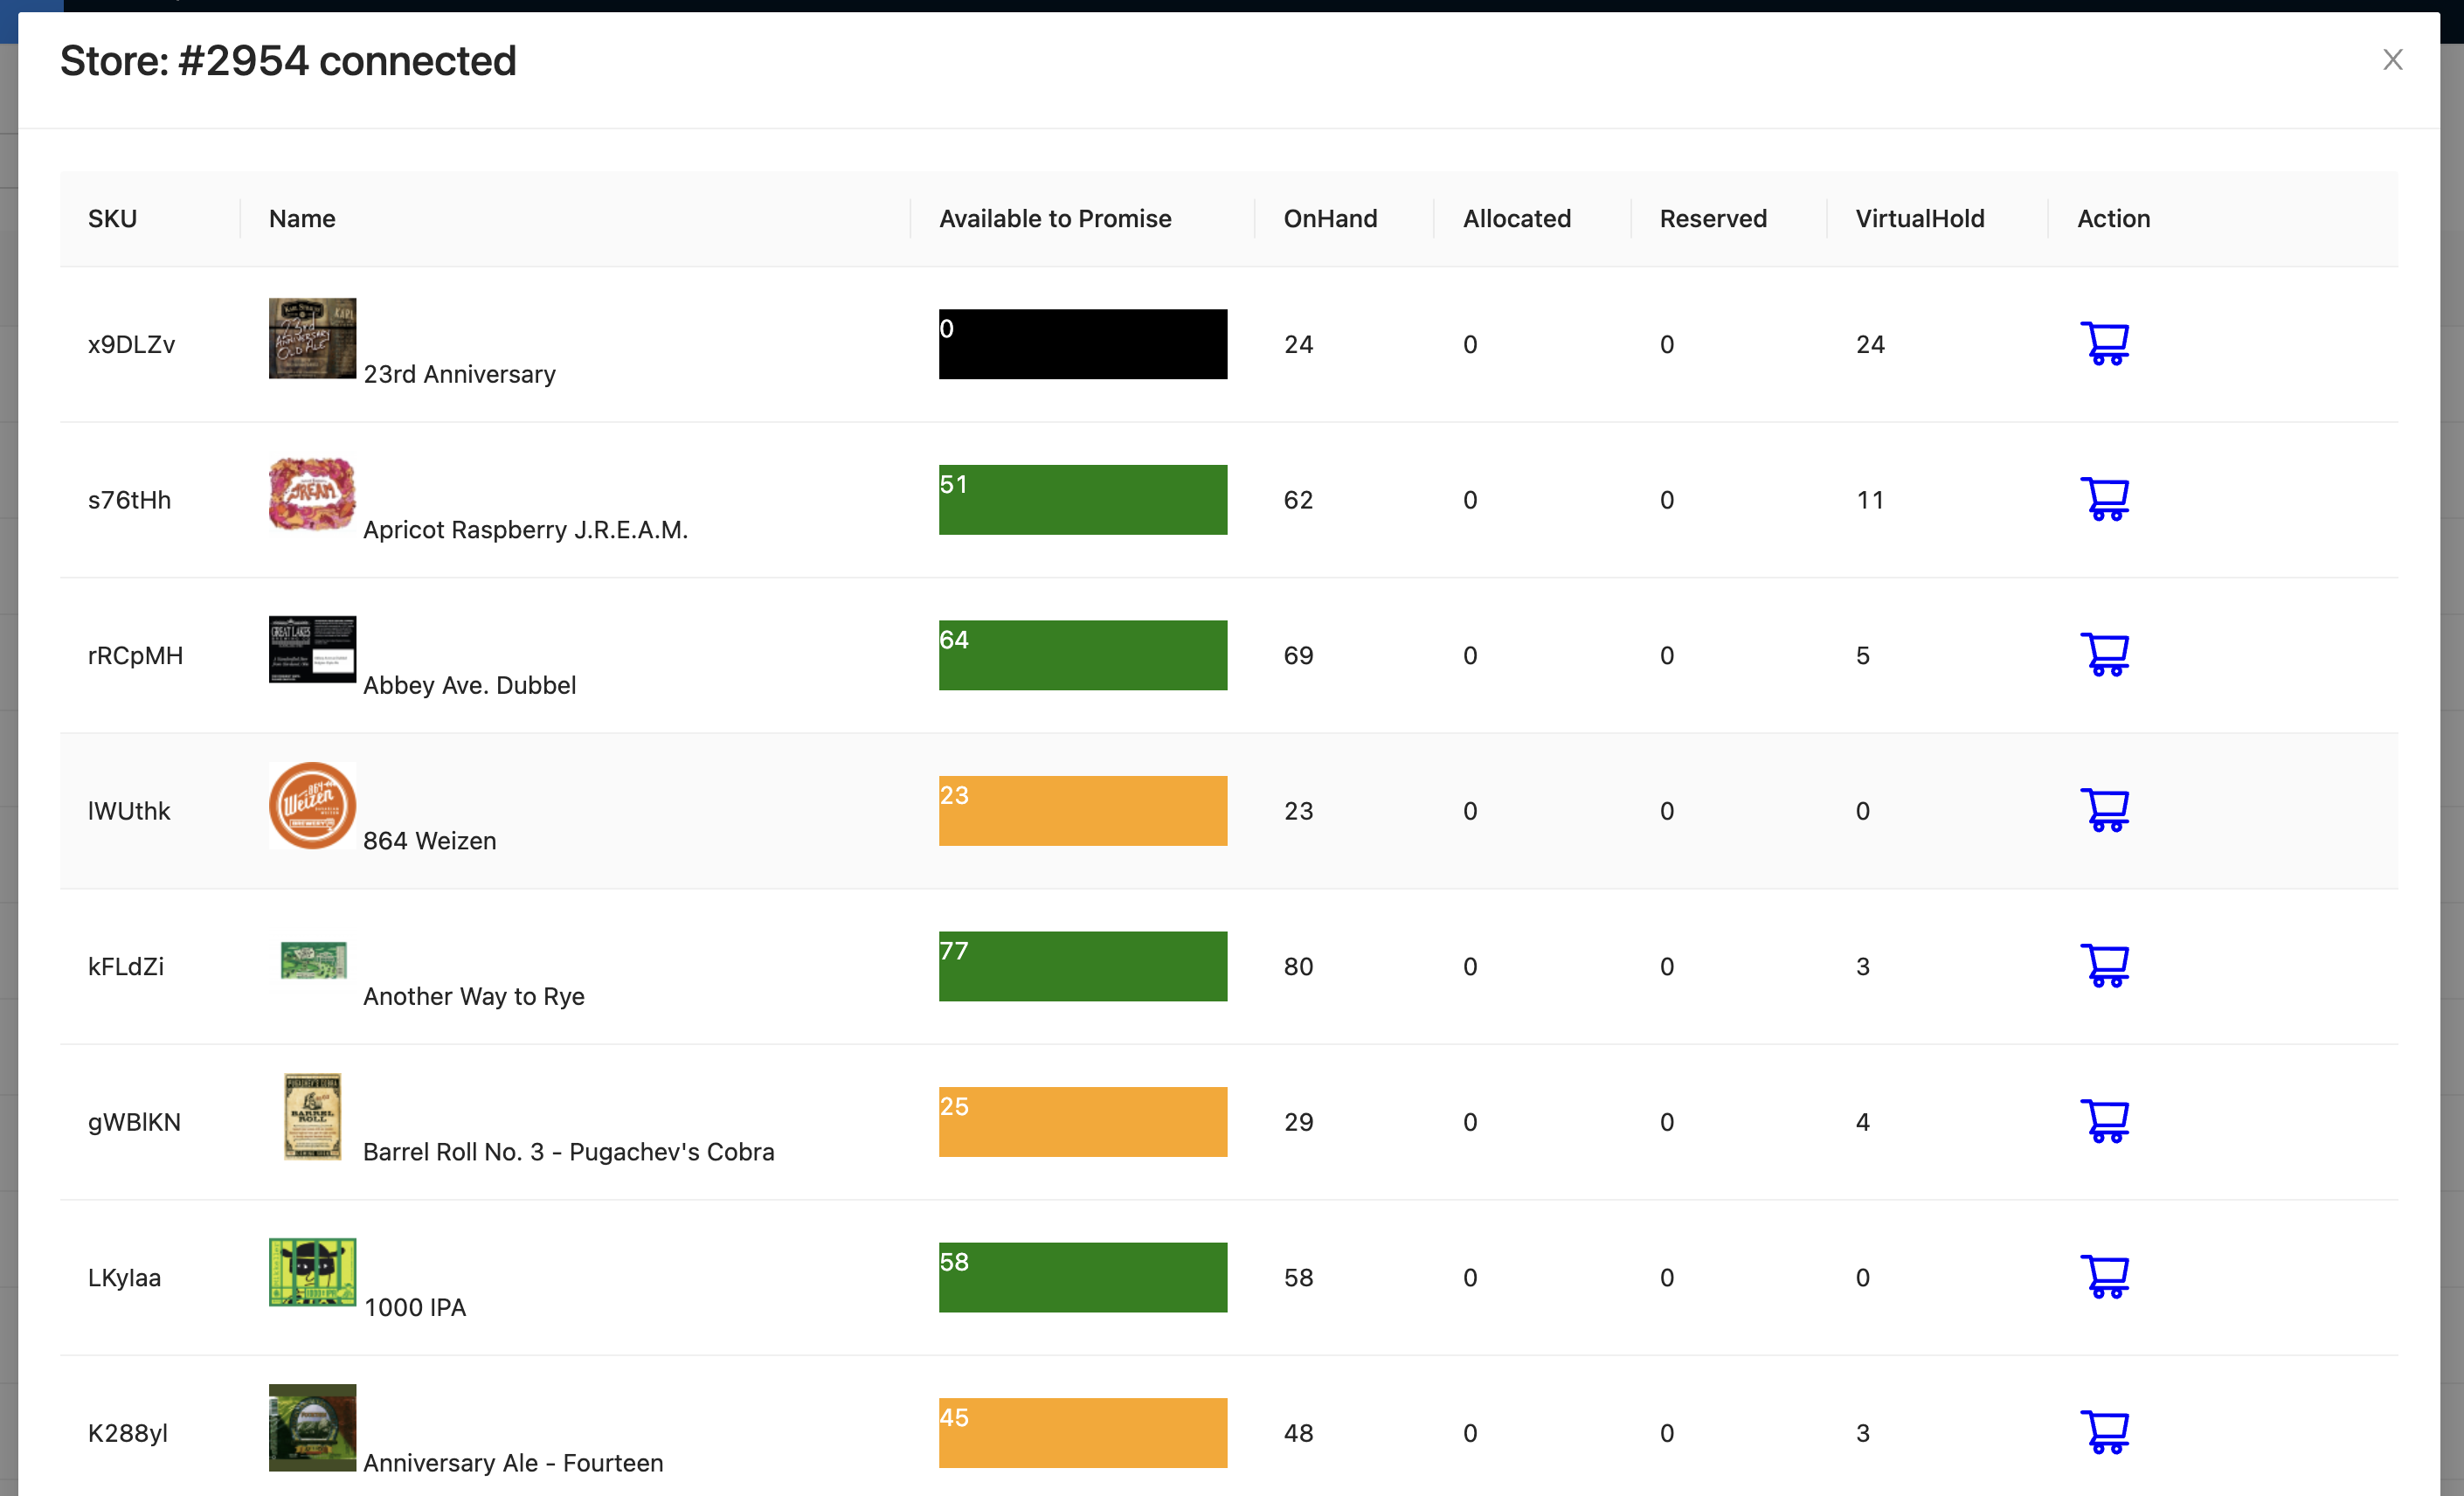 Store: #2954 connected
SKU Name Available to Promise OnHand Allocated Reserved VirtualHold Action
x9DLZv 23rd Anniversary 0 24 0 0 24
s76tHh Apricot Raspberry J.R.E.A.M. 51 62 0 0 11
rRCpMH Abbey Ave. Dubbel 64 69 0 0 5
lWUthk 864 Weizen 23 23 0 0 0
kFLdZi Another Way to Rye 77 80 0 0 3
gWBlKN Barrel Roll No. 3 - Pugachev's Cobra 25 29 0 0 4
LKyIaa 1000 IPA 58 58 0 0 0
K288yl Anniversary Ale - Fourteen 45 48 0 0 3